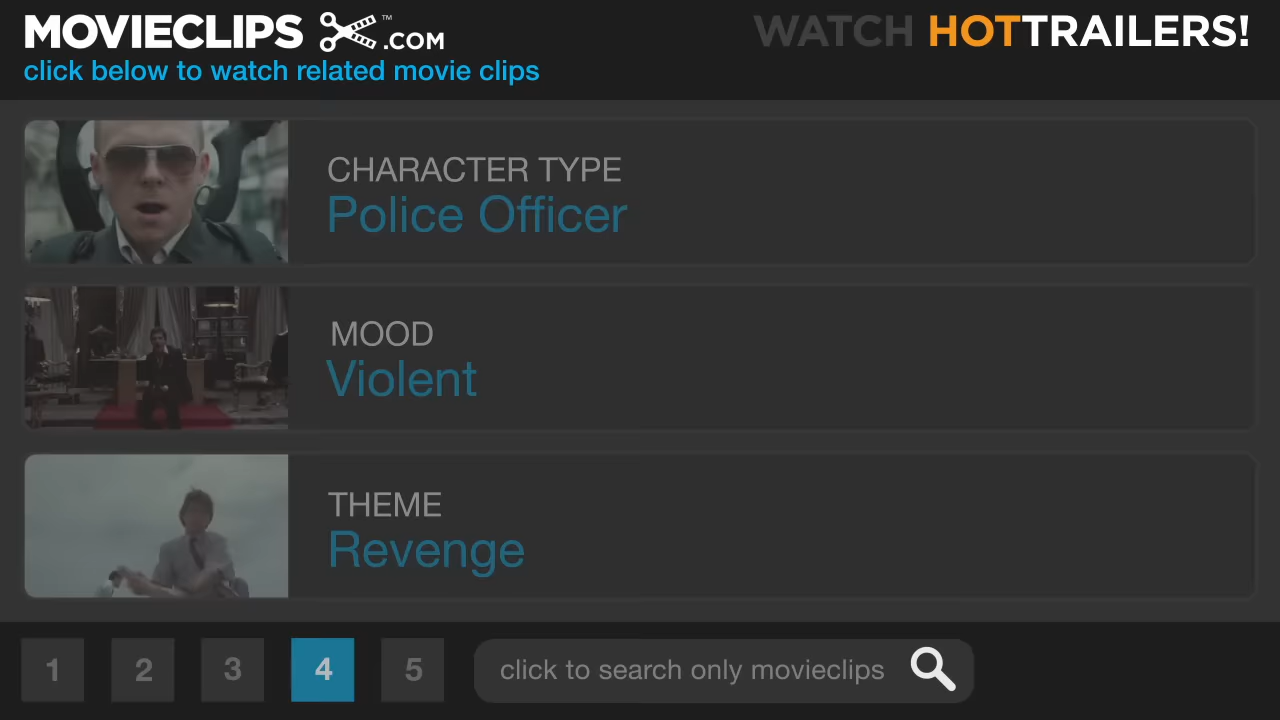 MOVIECLIPS ™ .COM
WATCH HOTTRAILERS!
click below to watch related movie clips
CHARACTER TYPE
Police Officer
MOOD
Violent
THEME
Revenge
1 2 3 4 5
click to search only movieclips